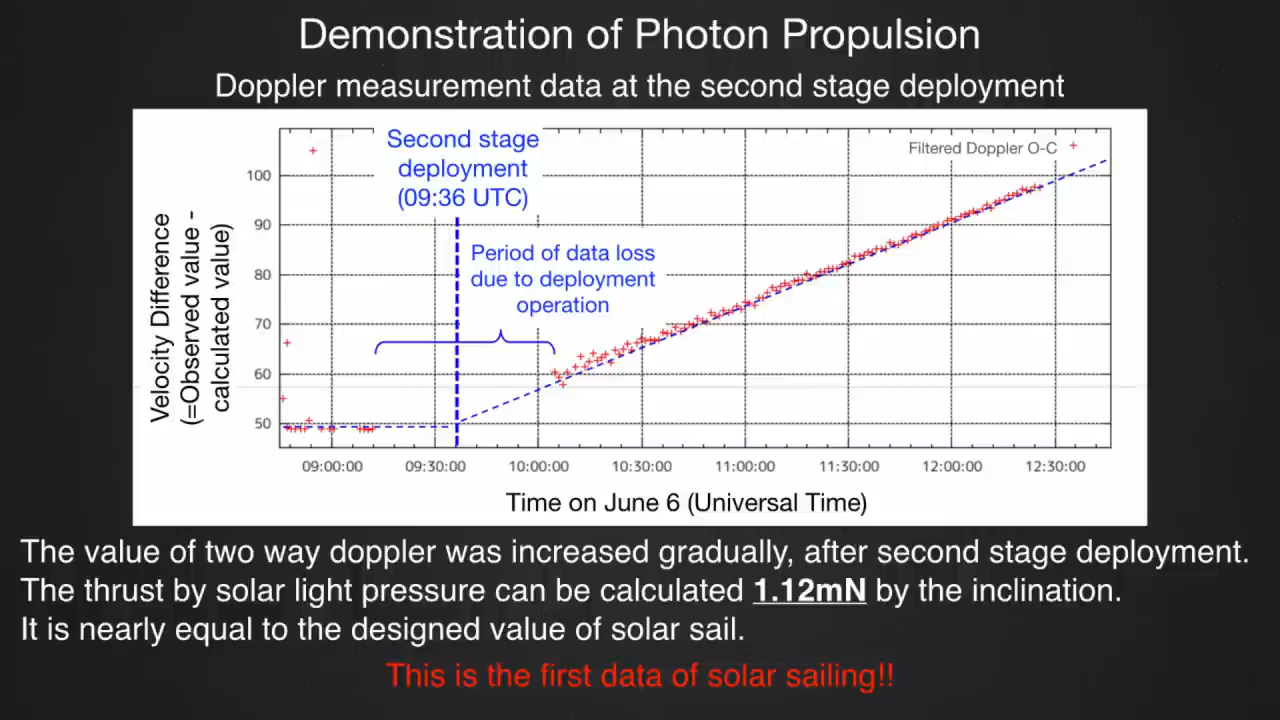 Demonstration of Photon Propulsion
Doppler measurement data at the second stage deployment
Second stage
deployment
(09:36 UTC)
Filtered Doppler O-C
Period of data loss
due to deployment
operation
Velocity Difference
(=Observed value -
calculated value)
100
90
80
70
60
50
09:00:00 09:30:00 10:00:00 10:30:00 11:00:00 11:30:00 12:00:00 12:30:00
Time on June 6 (Universal Time)
The value of two way doppler was increased gradually, after second stage deployment.
The thrust by solar light pressure can be calculated 1.12mN by the inclination.
It is nearly equal to the designed value of solar sail.
This is the first data of solar sailing!!